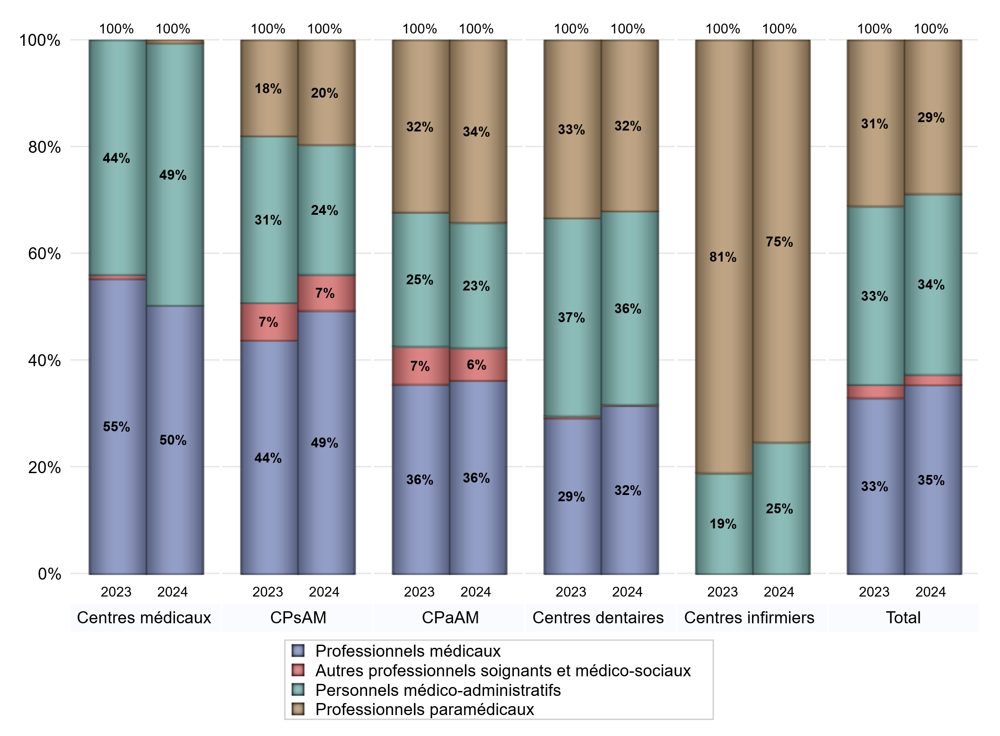 100% 100% 100% 100% 100% 100% 100% 100% 100% 100% 100% 100%
100%
18% 20% 32% 34% 33% 32% 31% 29%
80%
44% 49% 31% 24% 81% 75%
60%
7% 7% 25% 23% 37% 36% 33% 34%
40%
7% 6%
55% 50% 44% 49% 36% 36% 29% 32% 33% 35%
20%
19% 25%
0%
2023 2024 2023 2024 2023 2024 2023 2024 2023 2024 2023 2024
Centres médicaux CPsAM CPaAM Centres dentaires Centres infirmiers Total
Professionnels médicaux
Autres professionnels soignants et médico-sociaux
Personnels médico-administratifs
Professionnels paramédicaux